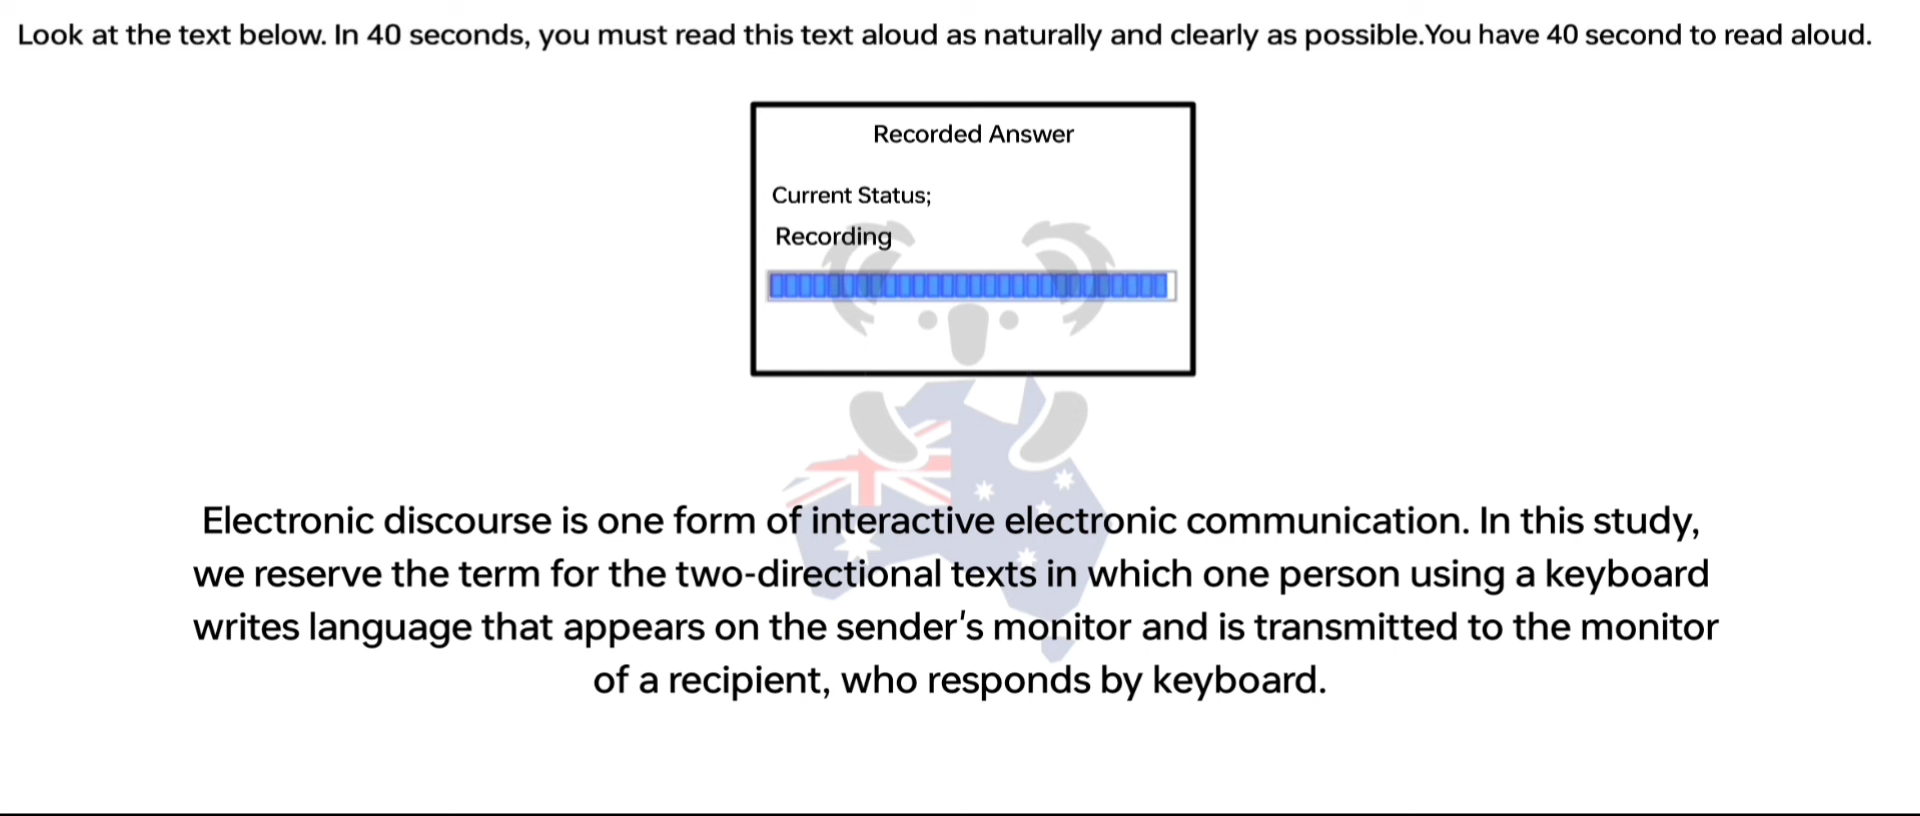 Look at the text below. In 40 seconds, you must read this text aloud as naturally and clearly as possible.You have 40 second to read aloud.
Recorded Answer
Current Status;
Recording
Electronic discourse is one form of interactive electronic communication. In this study,
we reserve the term for the two-directional texts in which one person using a keyboard
writes language that appears on the sender's monitor and is transmitted to the monitor
of a recipient, who responds by keyboard.